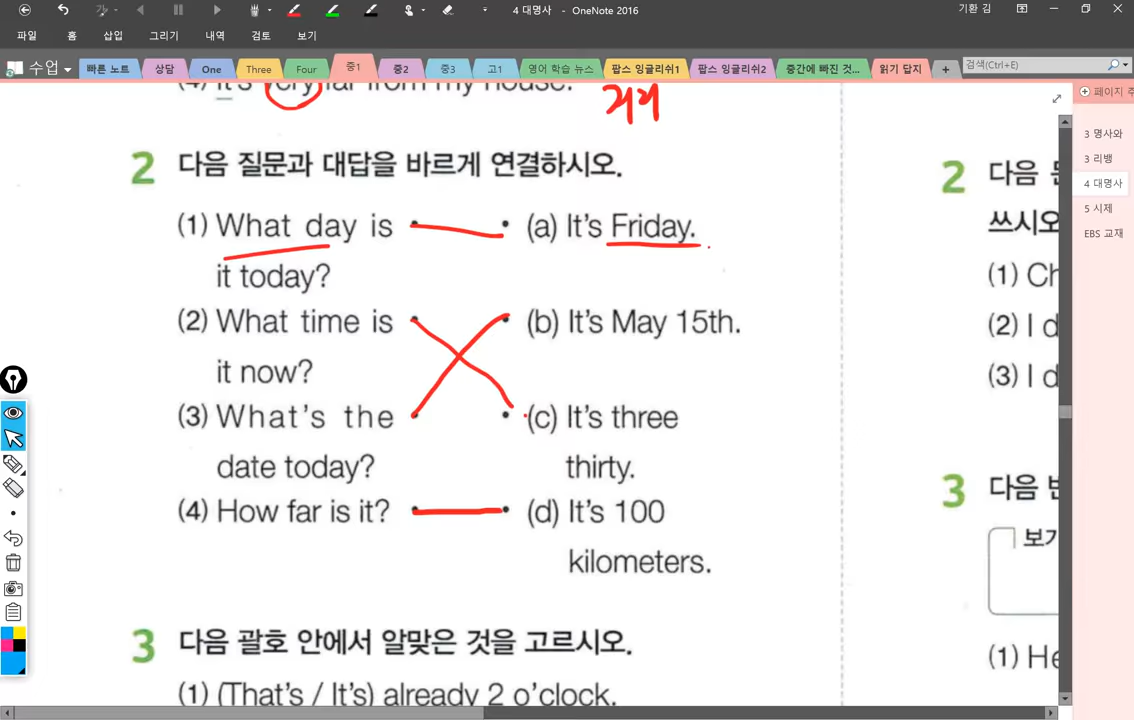 4 대명사 - OneNote 2016
기환 김
파일 홈 삽입 그리기 내역 검토 보기
수업 빠른 노트 상담 One Three Four 중1 중2 중3 고1 영어 학습 뉴스 팝스 잉글리쉬1 팝스 잉글리쉬2 중간에 빠진 것... 읽기 답지 + 검색(Ctrl+E)
(4) It's very far from my house. 거리
2 다음 질문과 대답을 바르게 연결하시오.
(1) What day is
it today?
(2) What time is
it now?
(3) What's the
date today?
(4) How far is it?
(a) It's Friday.
(b) It's May 15th.
(c) It's three
thirty.
(d) It's 100
kilometers.
3 다음 괄호 안에서 알맞은 것을 고르시오.
(1) (That's / It's) already 2 o'clock.
2 다음
쓰시오
(1) Ch
(2) I d
(3) I d
3 다음
보기
(1) He
페이지
3 명사와
3 리뱅
4 대명사
5 시제
EBS 교재